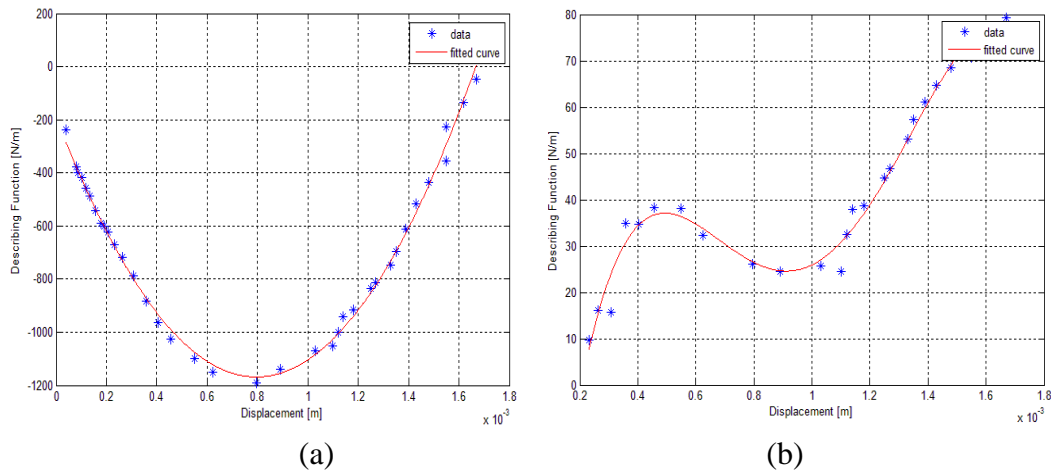 200
0
-200
-400
-600
-800
-1000
-1200
Describing Function [N/m]
data
fitted curve
0 0.2 0.4 0.6 0.8 1 1.2 1.4 1.6 1.8
Displacement [m]
x 10⁻³
(a)
80
70
60
50
40
30
20
10
0
Describing Function [N/m]
data
fitted curve
0.2 0.4 0.6 0.8 1 1.2 1.4 1.6 1.8
Displacement [m]
x 10⁻³
(b)